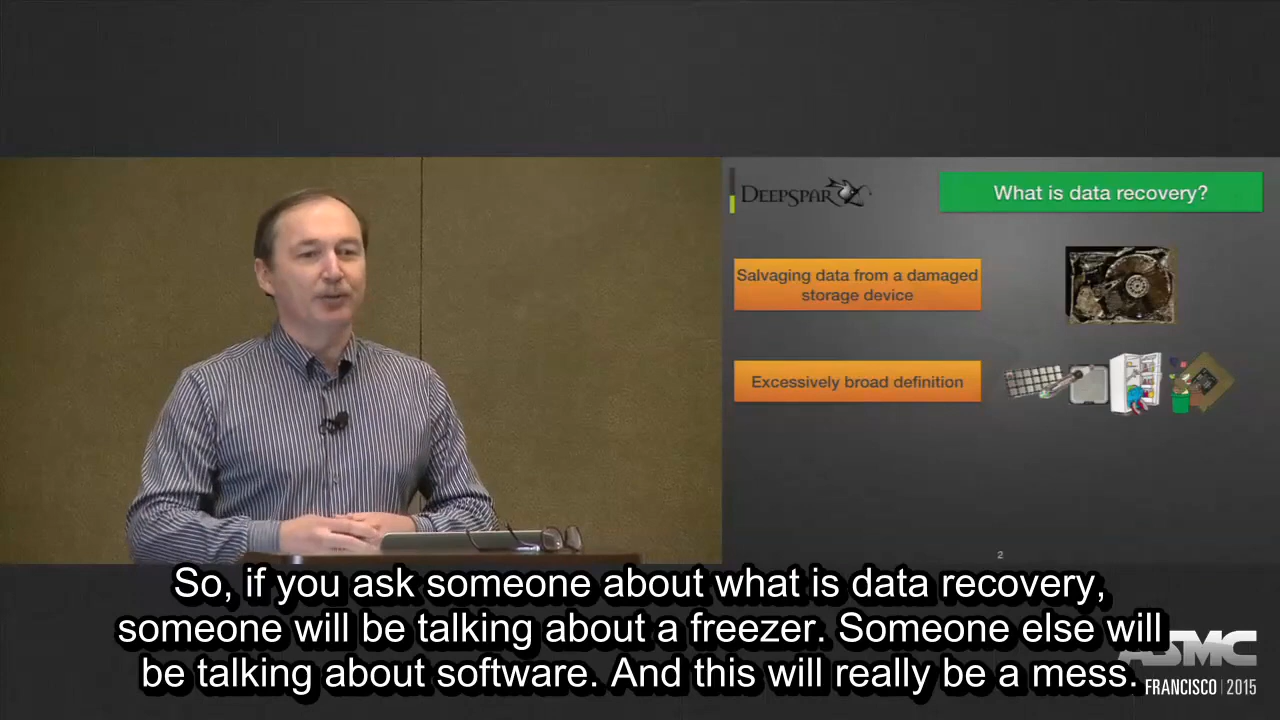 DEEPSPAR
What is data recovery?
Salvaging data from a damaged
storage device
Excessively broad definition
2
So, if you ask someone about what is data recovery,
someone will be talking about a freezer. Someone else will
be talking about software. And this will really be a mess.
FRANCISCO | 2015